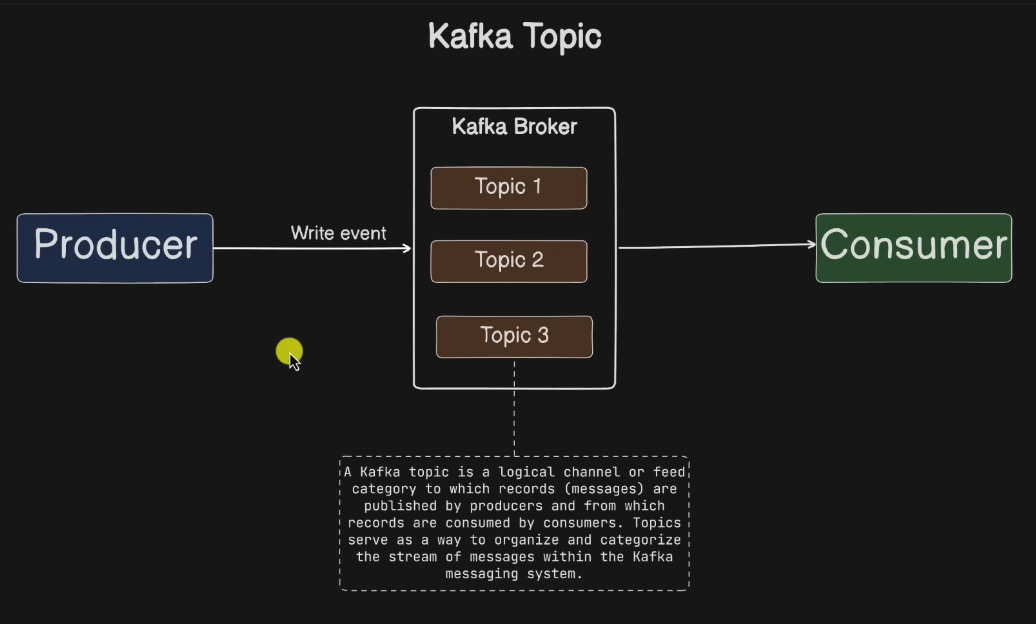 Kafka Topic
Kafka Broker
Topic 1
Producer
Write event
Topic 2
Consumer
Topic 3
A Kafka topic is a logical channel or feed
category to which records (messages) are
published by producers and from which
records are consumed by consumers. Topics
serve as a way to organize and categorize
the stream of messages within the Kafka
messaging system.